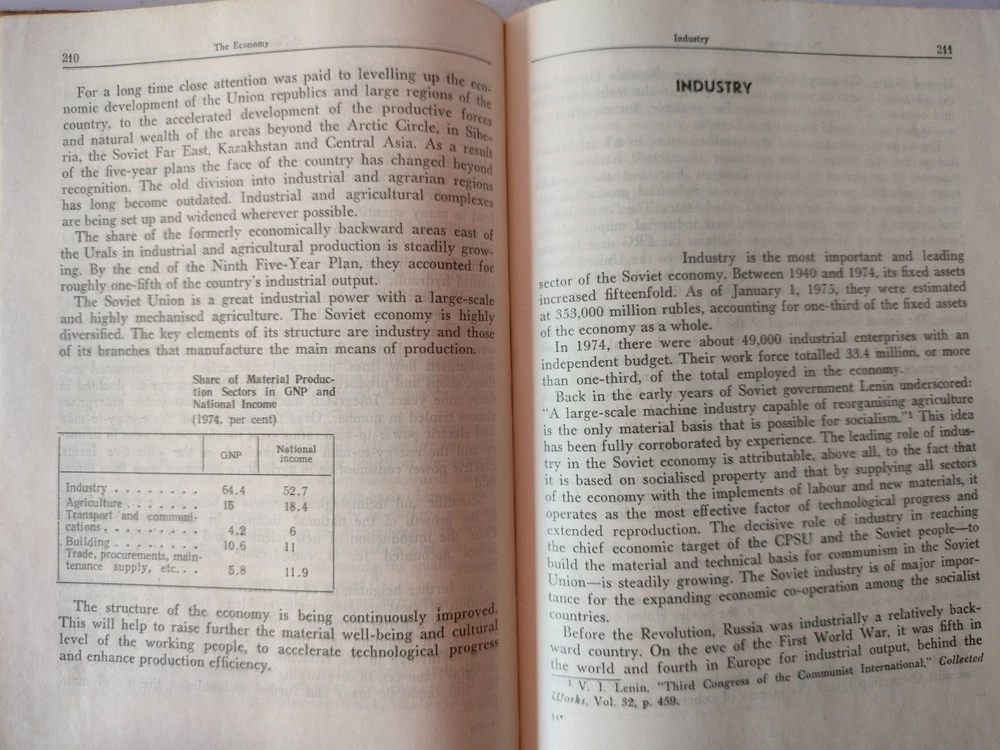 210
The Economy
For a long time close attention was paid to levelling up the eco-
nomic development of the Union republics and large regions of the
country, to the accelerated development of the productive forces
and natural wealth of the areas beyond the Arctic Circle, in Sibe-
ria, the Soviet Far East, Kazakhstan and Central Asia. As a result
of the five-year plans the face of the country has changed beyond
recognition. The old division into industrial and agrarian regions
has long become outdated. Industrial and agricultural complexes
are being set up and widened wherever possible.
The share of the formerly economically backward areas east of
the Urals in industrial and agricultural production is steadily grow-
ing. By the end of the Ninth Five-Year Plan, they accounted for
roughly one-fifth of the country's industrial output.
The Soviet Union is a great industrial power with a large-scale
and highly mechanised agriculture. The Soviet economy is highly
diversified. The key elements of its structure are industry and those
of its branches that manufacture the main means of production.
Share of Material Produc-
tion Sectors in GNP and
National Income
(1974, per cent)
GNP National
income
Industry . . . . . . . . 64.4 52.7
Agriculture . . . . . . . 15 18.4
Transport and communi-
cations . . . . . . . . . 4.2 6
Building . . . . . . . . 10.6 11
Trade, procurements, main-
tenance supply, etc. . . 5.8 11.9
The structure of the economy is being continuously improved.
This will help to raise further the material well-being and cultural
level of the working people, to accelerate technological progress
and enhance production efficiency.
Industry
211
INDUSTRY
Industry is the most important and leading
sector of the Soviet economy. Between 1940 and 1974, its fixed assets
increased fifteenfold. As of January 1, 1975, they were estimated
at 353,000 million rubles, accounting for one-third of the fixed assets
of the economy as a whole.
In 1974, there were about 49,000 industrial enterprises with an
independent budget. Their work force totalled 33.4 million, or more
than one-third, of the total employed in the economy.
Back in the early years of Soviet government Lenin underscored:
"A large-scale machine industry capable of reorganising agriculture
is the only material basis that is possible for socialism."¹ This idea
has been fully corroborated by experience. The leading role of indus-
try in the Soviet economy is attributable, above all, to the fact that
it is based on socialised property and that by supplying all sectors
of the economy with the implements of labour and new materials, it
operates as the most effective factor of technological progress and
extended reproduction. The decisive role of industry in reaching
the chief economic target of the CPSU and the Soviet people—to
build the material and technical basis for communism in the Soviet
Union—is steadily growing. The Soviet industry is of major impor-
tance for the expanding economic co-operation among the socialist
countries.
Before the Revolution, Russia was industrially a relatively back-
ward country. On the eve of the First World War, it was fifth in
the world and fourth in Europe for industrial output, behind the
¹ V. I. Lenin, "Third Congress of the Communist International," Collected
Works, Vol. 32, p. 459.
14*